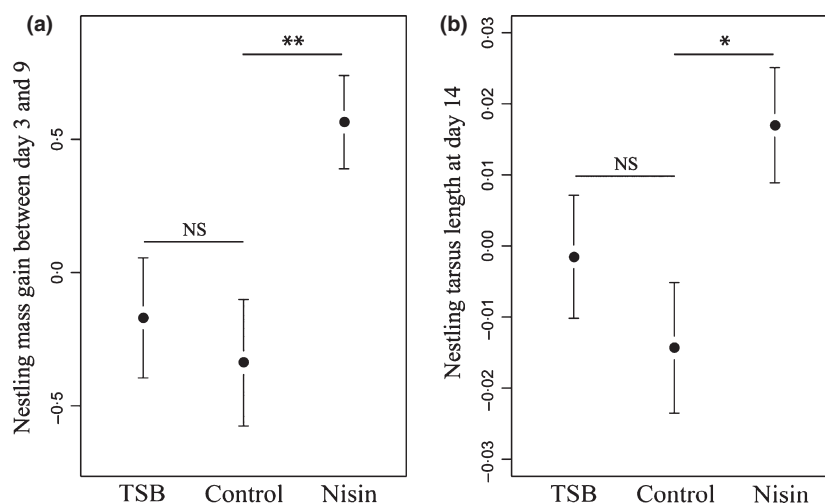 (a)
**
NS
Nestling mass gain between day 3 and 9
0·5
0·0
−0·5
TSB Control Nisin
(b)
*
NS
Nestling tarsus length at day 14
0·03
0·02
0·01
0·00
−0·01
−0·02
−0·03
TSB Control Nisin